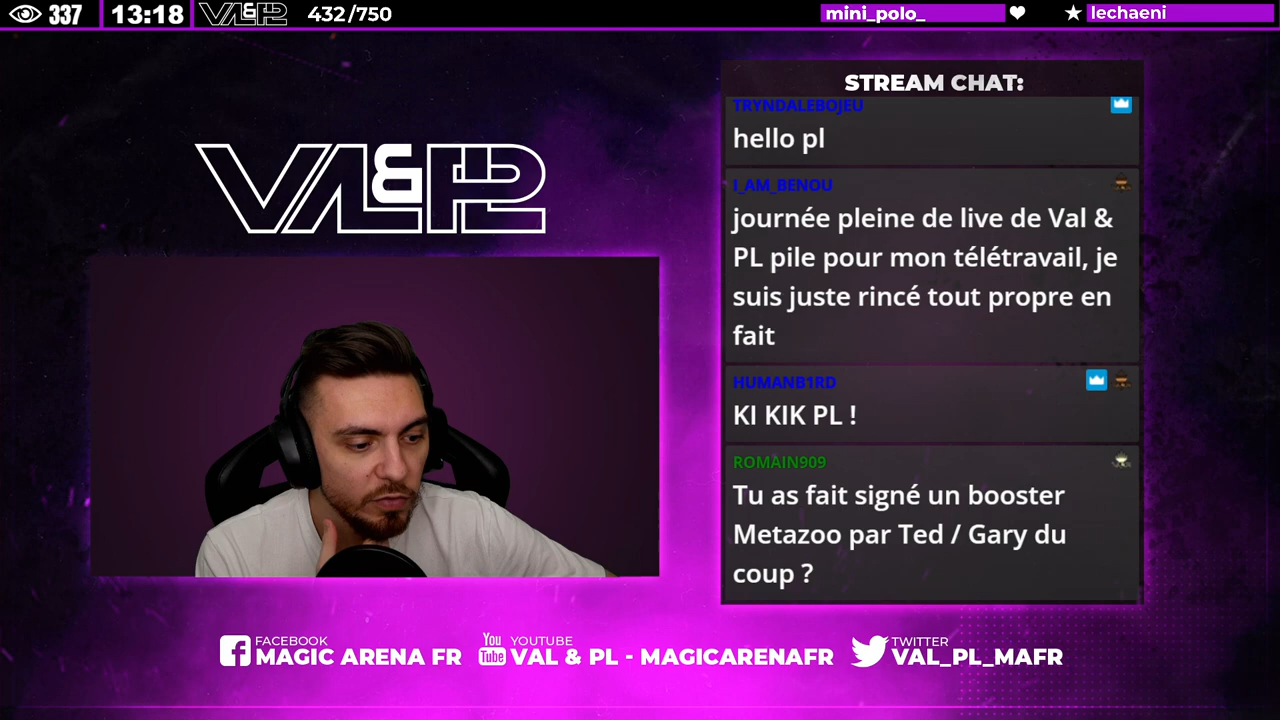 337
13:18
VAL&PL
432/750
mini_polo_
lechaeni
VAL&PL
STREAM CHAT:
TRYNDALEBOJEU
hello pl
I_AM_BENOU
journée pleine de live de Val &
PL pile pour mon télétravail, je
suis juste rincé tout propre en
fait
HUMANB1RD
KI KIK PL !
ROMAIN909
Tu as fait signé un booster
Metazoo par Ted / Gary du
coup ?
FACEBOOK
MAGIC ARENA FR
You
Tube
YOUTUBE
VAL & PL - MAGICARENAFR
TWITTER
VAL_PL_MAFR